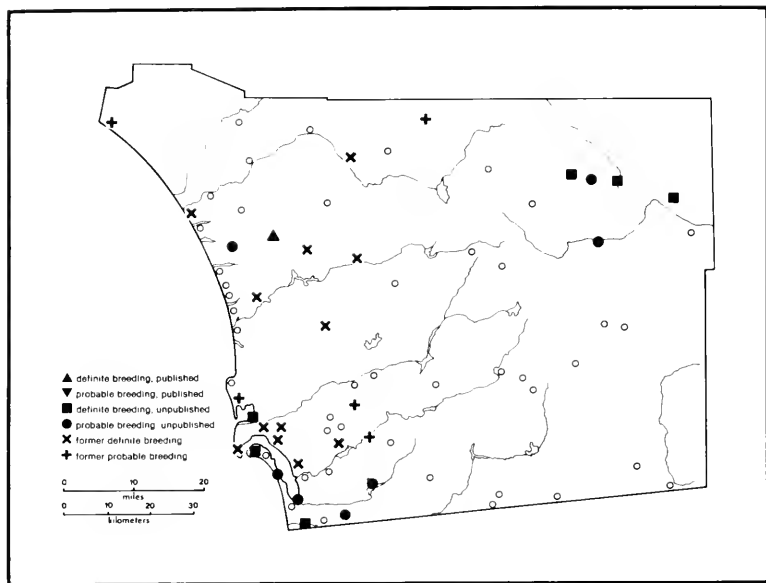 definite breeding, published
probable breeding, published
definite breeding, unpublished
probable breeding, unpublished
former definite breeding
former probable breeding
0 10 20
miles
0 10 20 30
kilometers